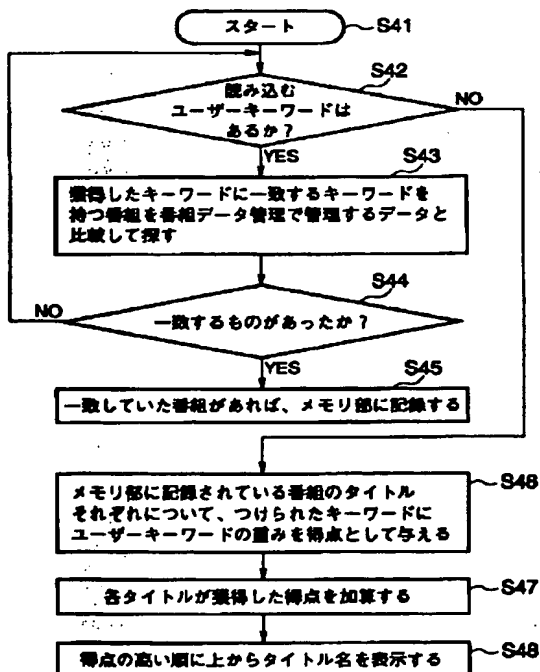 スタート
S41
S42
読み込む
ユーザーキーワードは
あるか？
NO
YES
S43
獲得したキーワードに一致するキーワードを
持つ番組を番組データ管理で管理するデータと
比較して探す
S44
NO
一致するものがあったか？
YES
S45
一致していた番組があれば、メモリ部に記録する
メモリ部に記録されている番組のタイトル
それぞれについて、つけられたキーワードに
ユーザーキーワードの重みを得点として与える
S46
各タイトルが獲得した得点を加算する
S47
得点の高い順に上からタイトル名を表示する
S48